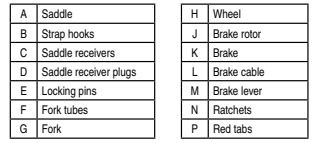 A Saddle
B Strap hooks
C Saddle receivers
D Saddle receiver plugs
E Locking pins
F Fork tubes
G Fork
H Wheel
J Brake rotor
K Brake
L Brake cable
M Brake lever
N Ratchets
P Red tabs